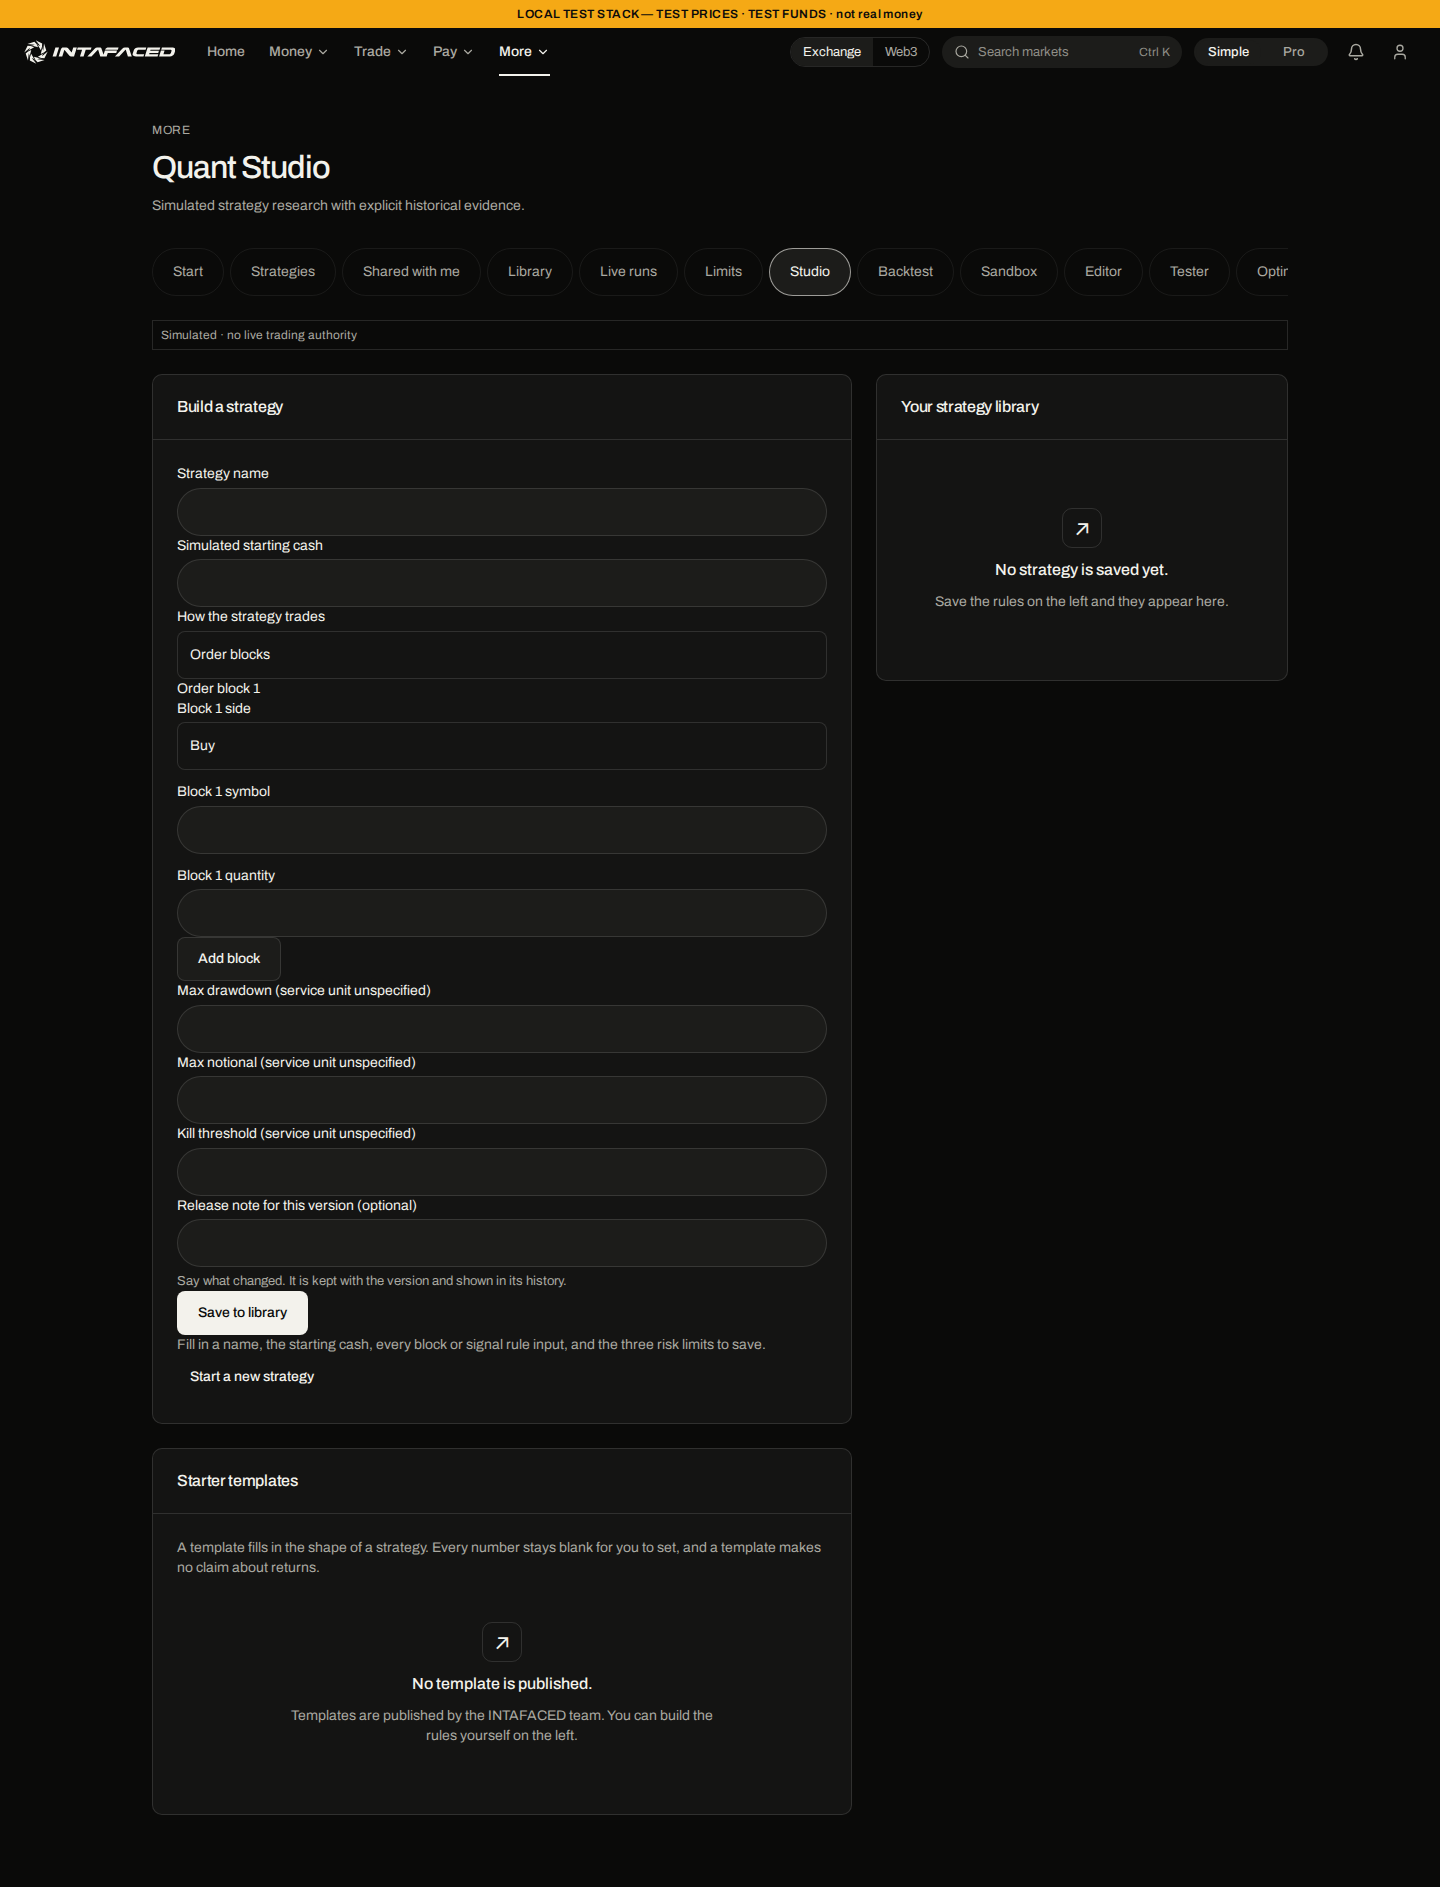 LOCAL TEST STACK — TEST PRICES · TEST FUNDS · not real money
INTAFACED
Home
Money
Trade
Pay
More
Exchange
Web3
Search markets
Ctrl K
Simple
Pro
MORE
Quant Studio
Simulated strategy research with explicit historical evidence.
Start
Strategies
Shared with me
Library
Live runs
Limits
Studio
Backtest
Sandbox
Editor
Tester
Optir
Simulated · no live trading authority
Build a strategy
Strategy name
Simulated starting cash
How the strategy trades
Order blocks
Order block 1
Block 1 side
Buy
Block 1 symbol
Block 1 quantity
Add block
Max drawdown (service unit unspecified)
Max notional (service unit unspecified)
Kill threshold (service unit unspecified)
Release note for this version (optional)
Say what changed. It is kept with the version and shown in its history.
Save to library
Fill in a name, the starting cash, every block or signal rule input, and the three risk limits to save.
Start a new strategy
Your strategy library
No strategy is saved yet.
Save the rules on the left and they appear here.
Starter templates
A template fills in the shape of a strategy. Every number stays blank for you to set, and a template makes
no claim about returns.
No template is published.
Templates are published by the INTAFACED team. You can build the
rules yourself on the left.